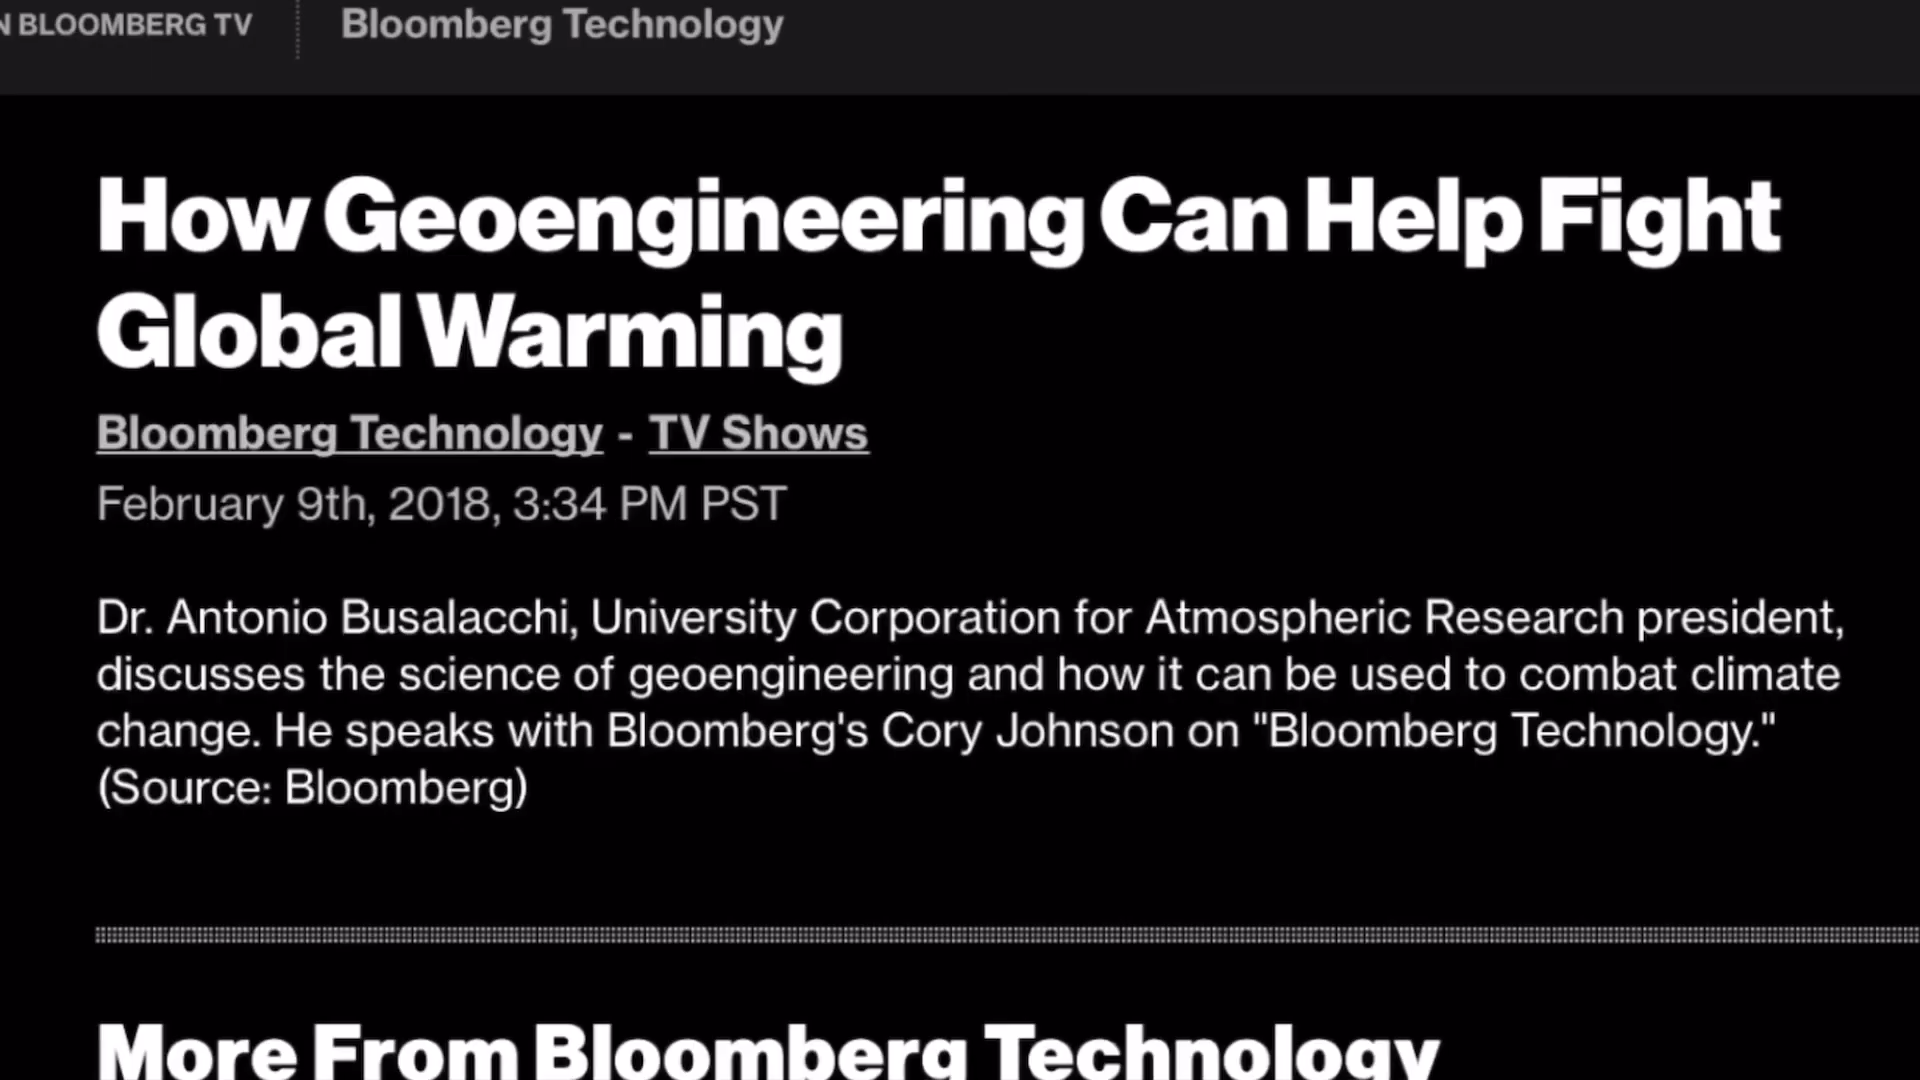 N BLOOMBERG TV
Bloomberg Technology
How Geoengineering Can Help Fight
Global Warming
Bloomberg Technology - TV Shows
February 9th, 2018, 3:34 PM PST
Dr. Antonio Busalacchi, University Corporation for Atmospheric Research president,
discusses the science of geoengineering and how it can be used to combat climate
change. He speaks with Bloomberg's Cory Johnson on "Bloomberg Technology."
(Source: Bloomberg)
More From Bloomberg Technology